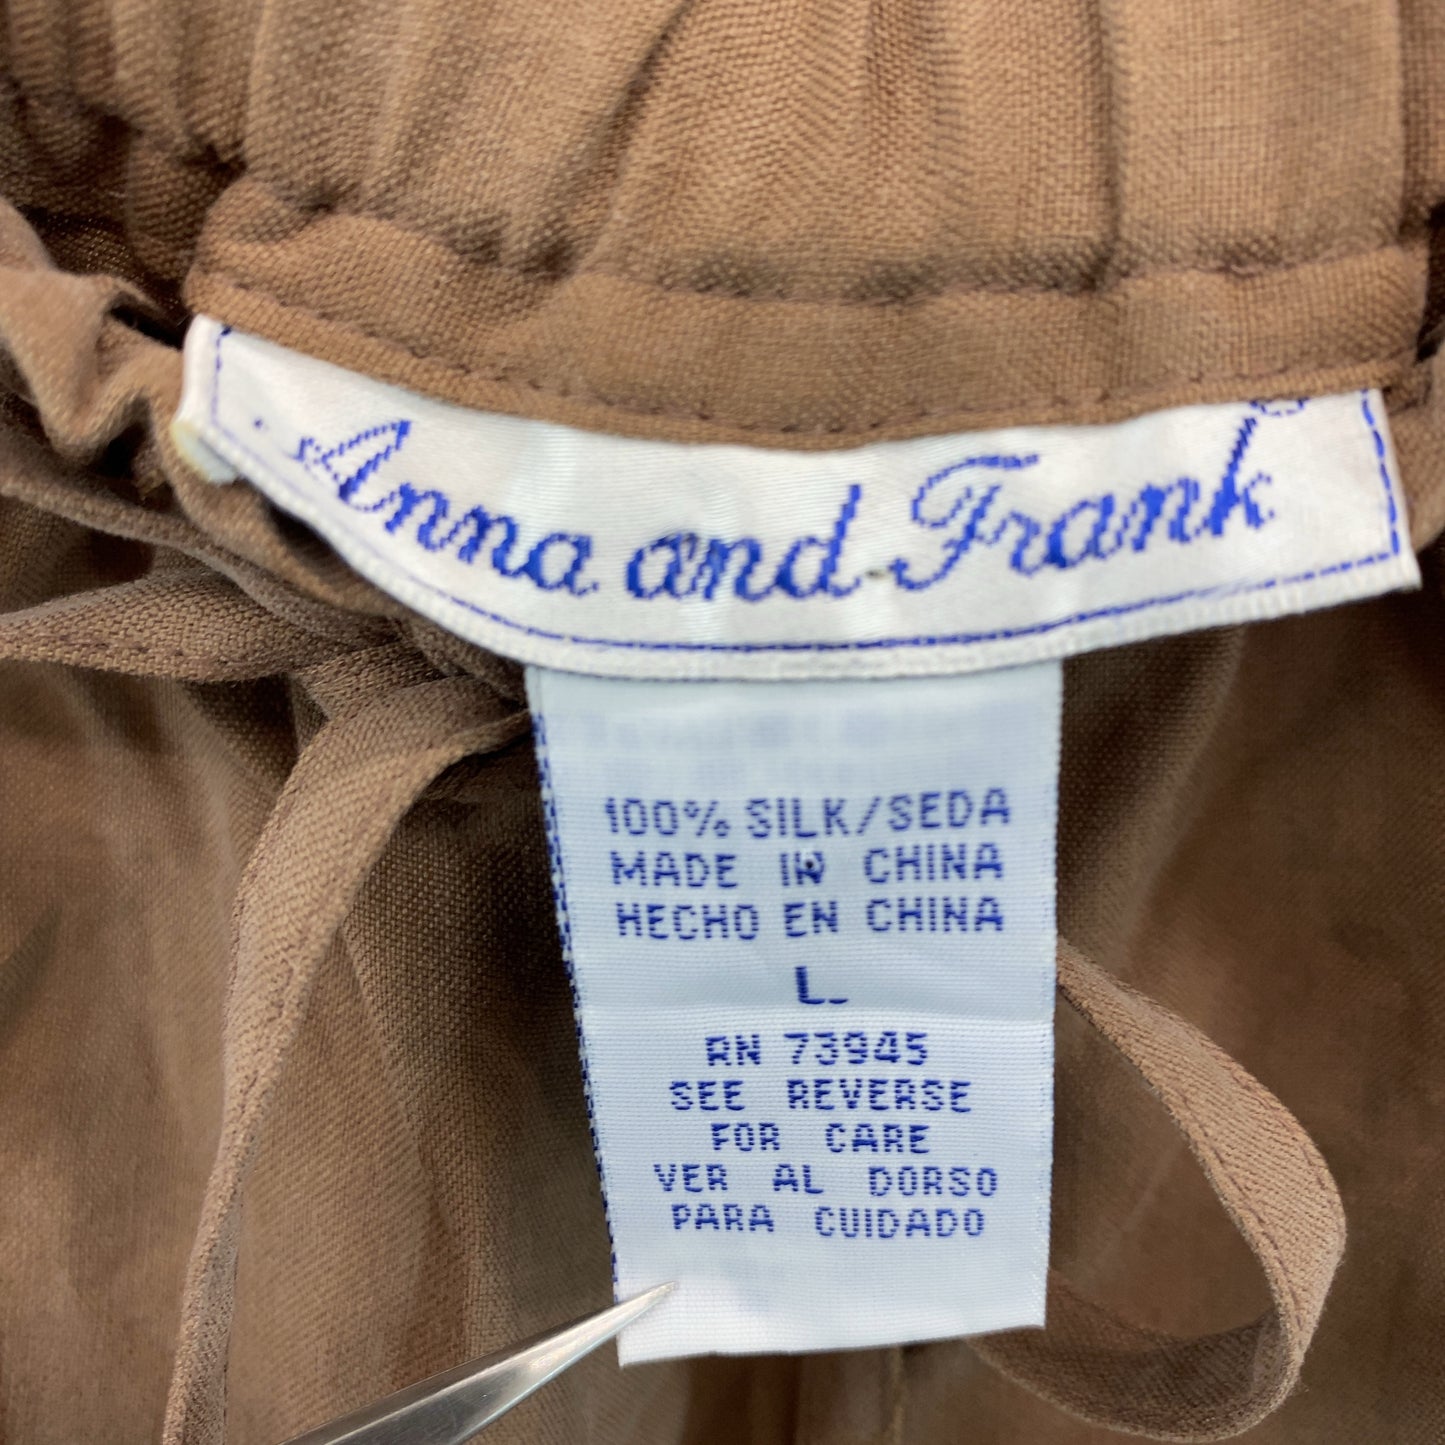 Anna and Frank
100% SILK/SEDA
MADE IN CHINA
HECHO EN CHINA
L
RN 73945
SEE REVERSE
FOR CARE
VER AL DORSO
PARA CUIDADO